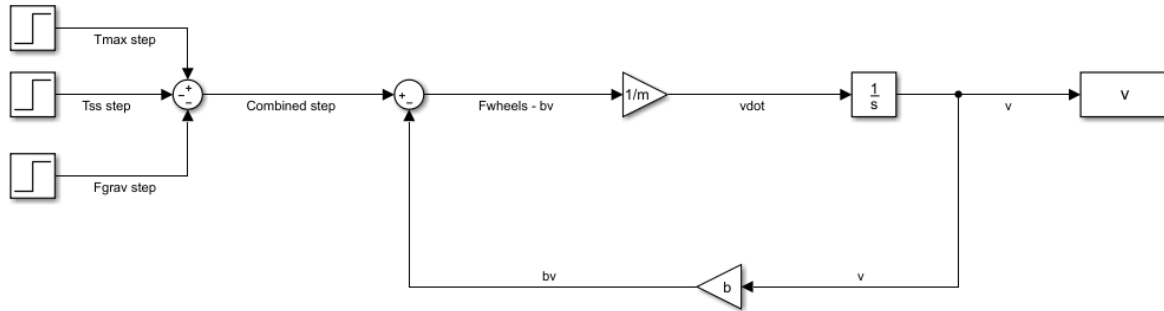 Tmax step
Tss step
Fgrav step
+
−
−
Combined step
+
−
Fwheels - bv
1/m
vdot
1
s
v
v
bv
b
v